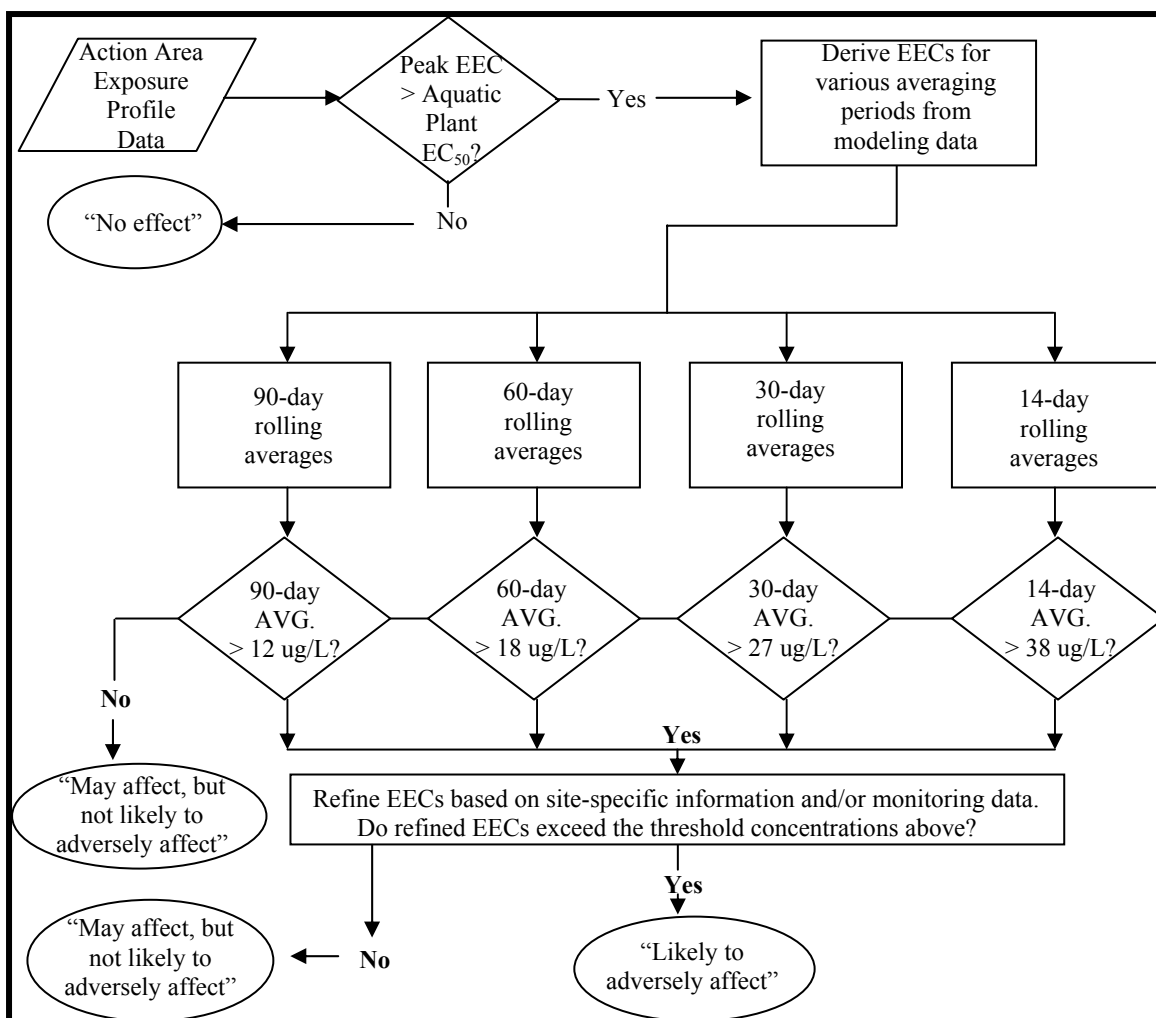 Action Area
Exposure
Profile
Data
Peak EEC
> Aquatic
Plant
EC₅₀?
Yes
Derive EECs for
various averaging
periods from
modeling data
No
“No effect”
90-day
rolling
averages
60-day
rolling
averages
30-day
rolling
averages
14-day
rolling
averages
90-day
AVG.
> 12 ug/L?
60-day
AVG.
> 18 ug/L?
30-day
AVG.
> 27 ug/L?
14-day
AVG.
> 38 ug/L?
No
Yes
“May affect, but
not likely to
adversely affect”
Refine EECs based on site-specific information and/or monitoring data.
Do refined EECs exceed the threshold concentrations above?
Yes
No
“May affect, but
not likely to
adversely affect”
“Likely to
adversely affect”